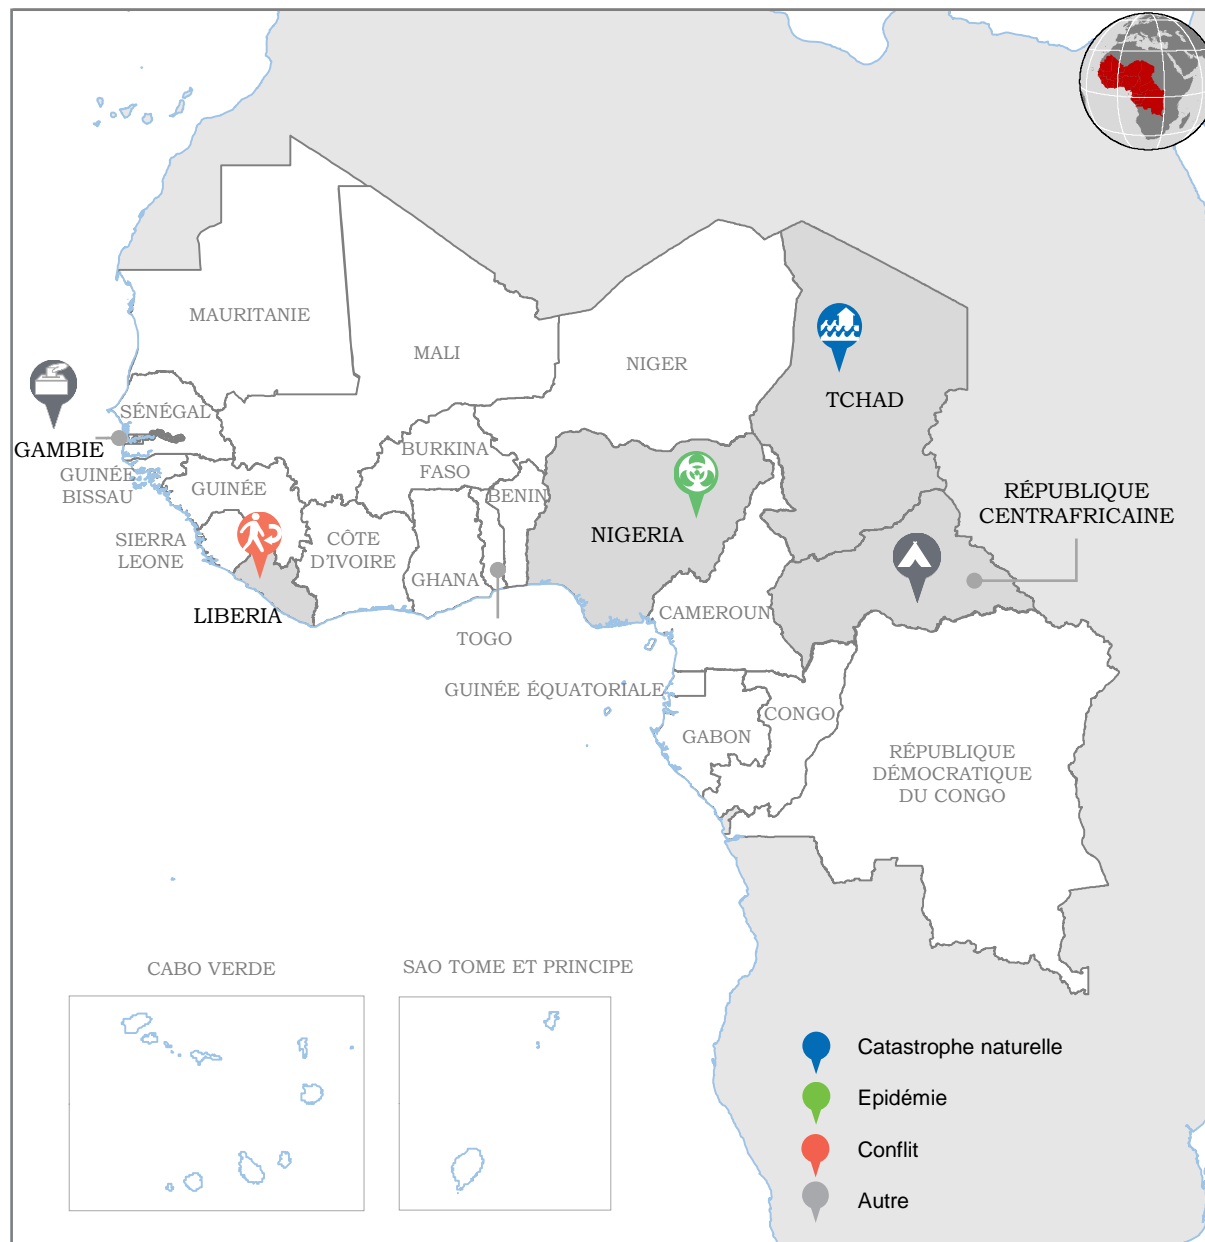 MAURITANIE
MALI
NIGER
TCHAD
SÉNÉGAL
GAMBIE
GUINÉE
BISSAU
GUINÉE
BURKINA
FASO
BENIN
NIGERIA
RÉPUBLIQUE
CENTRAFRICAINE
SIERRA
LEONE
CÔTE
D'IVOIRE
GHANA
LIBERIA
TOGO
CAMEROUN
GUINÉE ÉQUATORIALE
CONGO
GABON
RÉPUBLIQUE
DÉMOCRATIQUE
DU CONGO
CABO VERDE
SAO TOME ET PRINCIPE
Catastrophe naturelle
Epidémie
Conflit
Autre